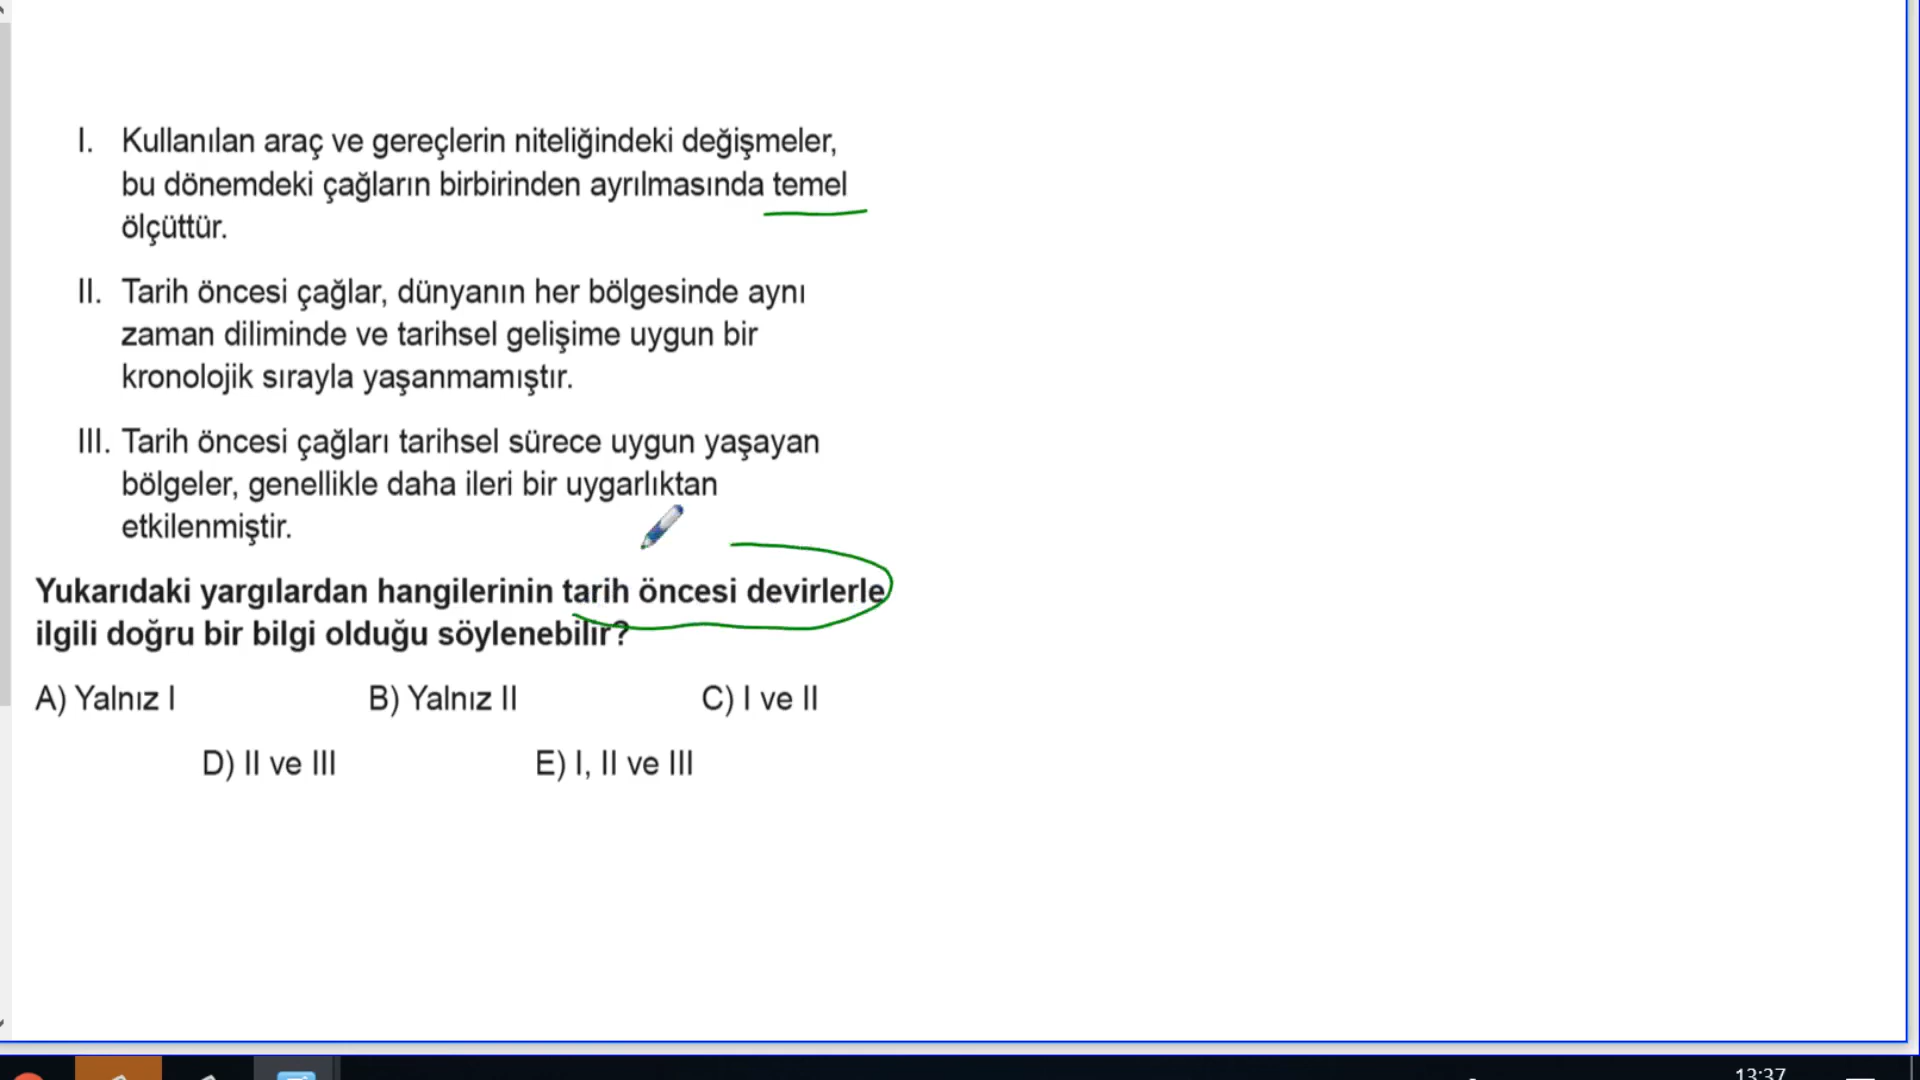 I. Kullanılan araç ve gereçlerin niteliğindeki değişmeler,
bu dönemdeki çağların birbirinden ayrılmasında temel
ölçüttür.
II. Tarih öncesi çağlar, dünyanın her bölgesinde aynı
zaman diliminde ve tarihsel gelişime uygun bir
kronolojik sırayla yaşanmamıştır.
III. Tarih öncesi çağları tarihsel sürece uygun yaşayan
bölgeler, genellikle daha ileri bir uygarlıktan
etkilenmiştir.
Yukarıdaki yargılardan hangilerinin tarih öncesi devirlerle
ilgili doğru bir bilgi olduğu söylenebilir?
A) Yalnız I B) Yalnız II C) I ve II
D) II ve III E) I, II ve III
13:37